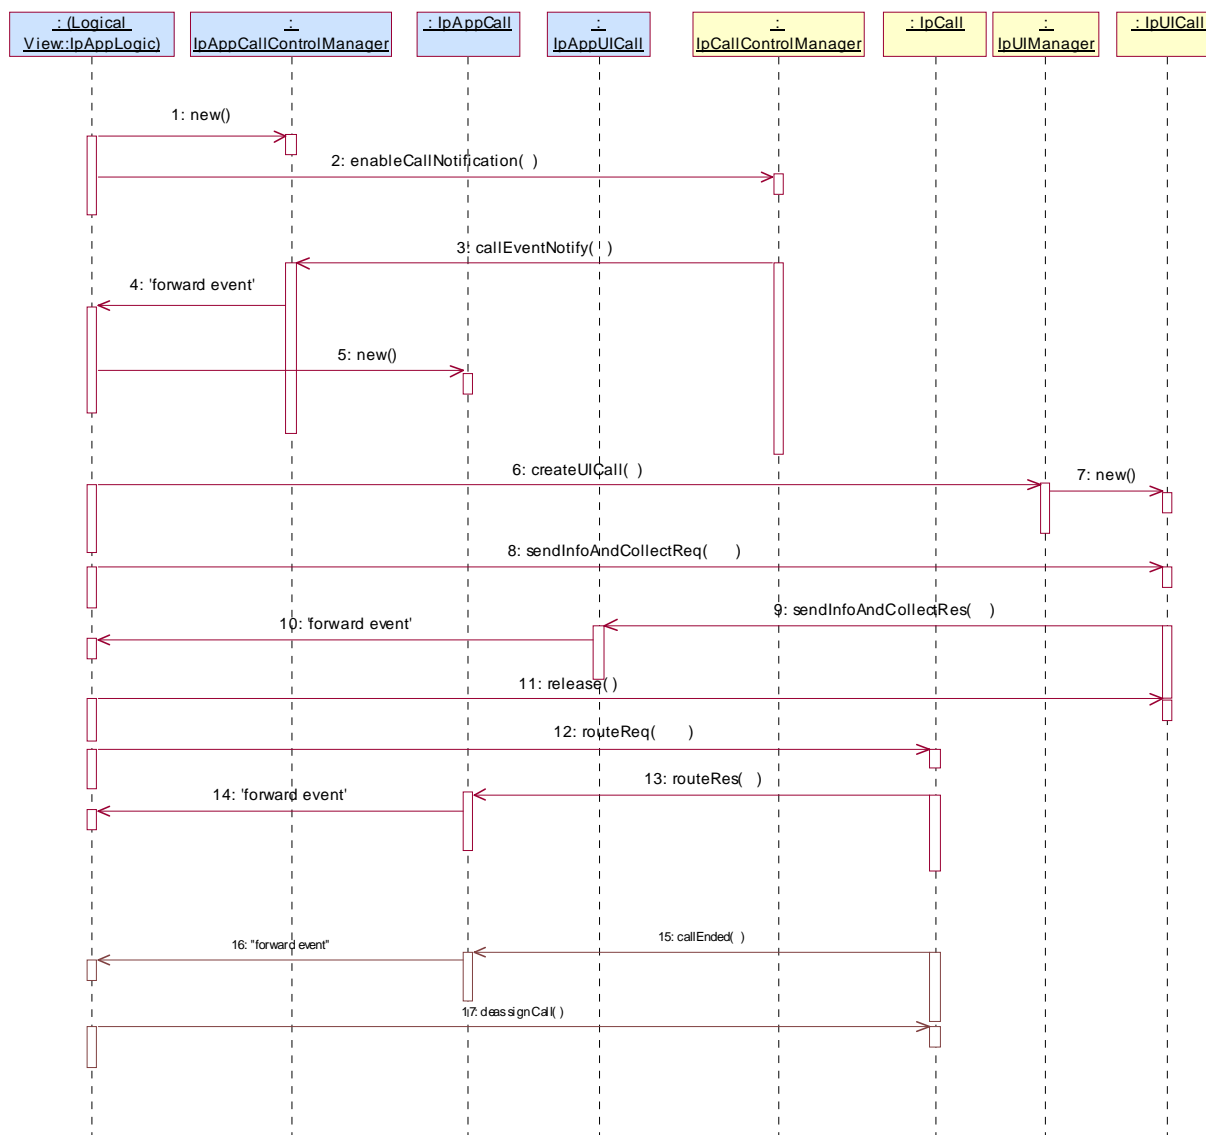 : (Logical
View::IpAppLogic)
:
IpAppCallControlManager
: IpAppCall
:
IpAppUICall
:
IpCallControlManager
: IpCall
:
IpUIManager
: IpUICall
1: new()
2: enableCallNotification( )
3: callEventNotify( )
4: 'forward event'
5: new()
6: createUICall( )
7: new()
8: sendInfoAndCollectReq( )
9: sendInfoAndCollectRes( )
10: 'forward event'
11: release( )
12: routeReq( )
13: routeRes( )
14: 'forward event'
15: callEnded( )
16: "forward event"
17: deassignCall( )